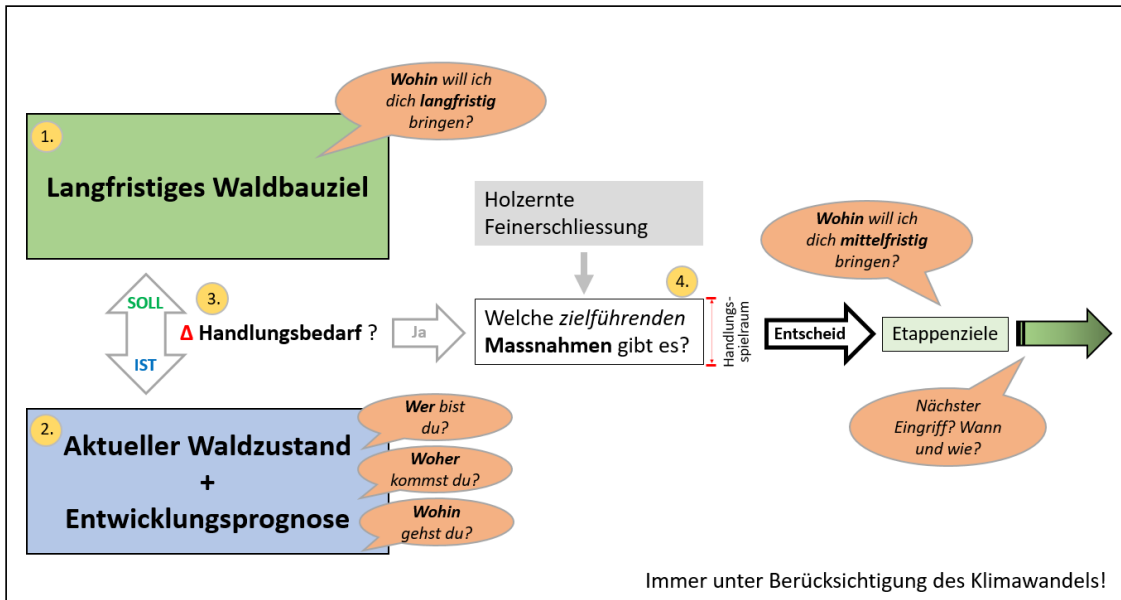 Wohin will ich
dich langfristig
bringen?
1.
Langfristiges Waldbauziel
Holzernte
Feinerschliessung
Wohin will ich
dich mittelfristig
bringen?
SOLL
3.
Δ Handlungsbedarf ?
IST
Ja
4.
Welche zielführenden
Massnahmen gibt es?
Handlungs-
spielraum
Entscheid
Etappenziele
Nächster
Eingriff? Wann
und wie?
2.
Aktueller Waldzustand
+
Entwicklungsprognose
Wer bist
du?
Woher
kommst du?
Wohin
gehst du?
Immer unter Berücksichtigung des Klimawandels!